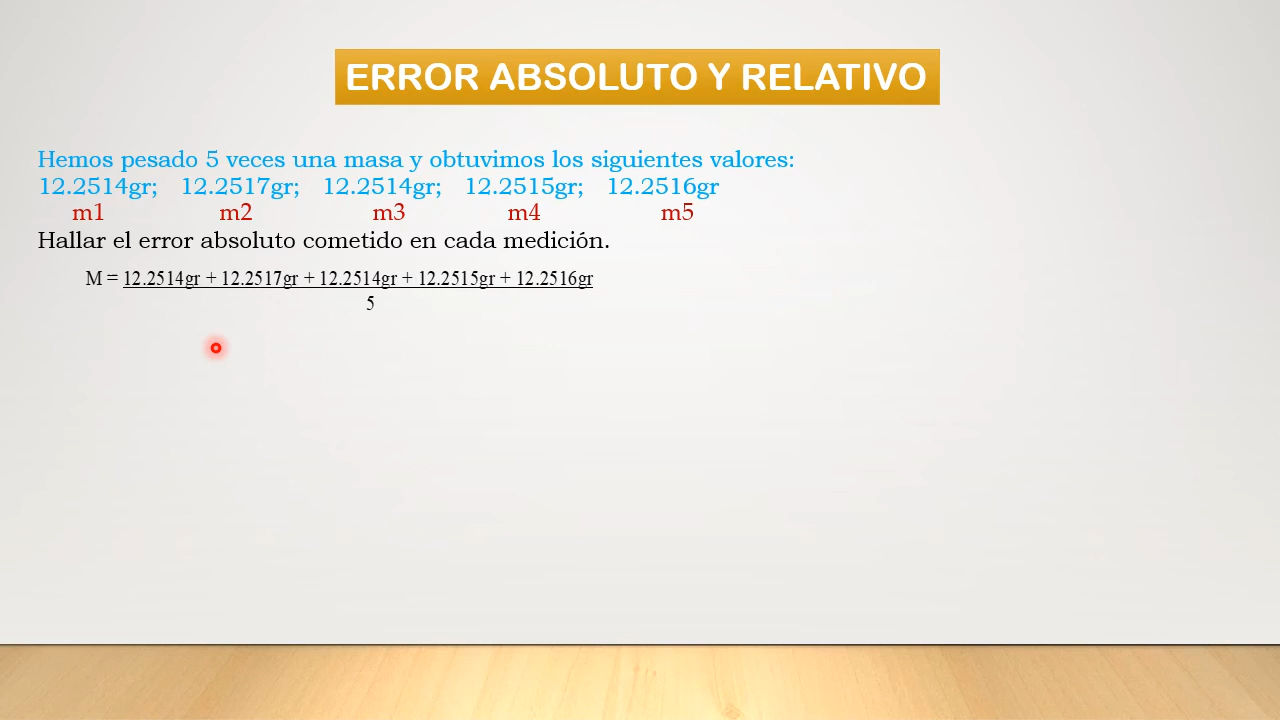 ERROR ABSOLUTO Y RELATIVO
Hemos pesado 5 veces una masa y obtuvimos los siguientes valores:
12.2514gr; 12.2517gr; 12.2514gr; 12.2515gr; 12.2516gr
m1 m2 m3 m4 m5
Hallar el error absoluto cometido en cada medición.
M = 12.2514gr + 12.2517gr + 12.2514gr + 12.2515gr + 12.2516gr
5